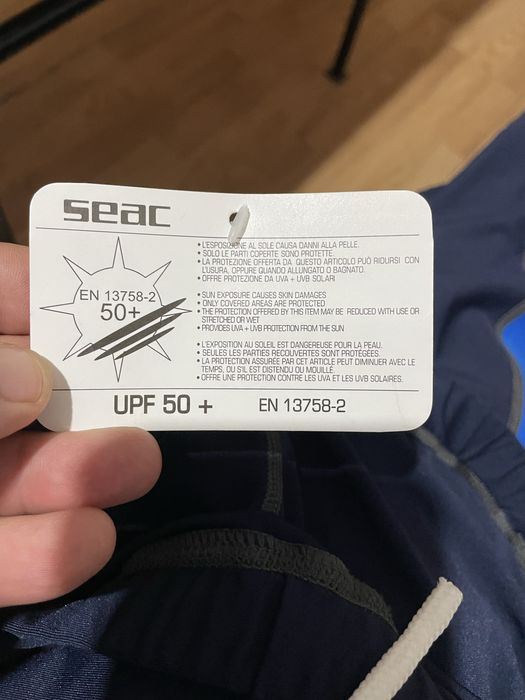 seac
EN 13758-2
50+
• L'ESPOSIZIONE AL SOLE CAUSA DANNI ALLA PELLE.
• SOLO LE PARTI COPERTE SONO PROTETTE.
• LA PROTEZIONE OFFERTA DA QUESTO ARTICOLO PUÒ RIDURSI CON
L'USURA, OPPURE QUANDO ALLUNGATO O BAGNATO.
• OFFRE PROTEZIONE DA UVA + UVB SOLARI
• SUN EXPOSURE CAUSES SKIN DAMAGES
• ONLY COVERED AREAS ARE PROTECTED
• THE PROTECTION OFFERED BY THIS ITEM MAY BE REDUCED WITH USE OR
STRETCHED OR WET
• PROVIDES UVA + UVB PROTECTION FROM THE SUN
L'EXPOSITION AU SOLEIL EST DANGEREUSE POUR LA PEAU.
• SEULES LES PARTIES RECOUVERTES SONT PROTÉGÉES.
• LA PROTECTION ASSURÉE PAR CET ARTICLE PEUT DIMINUER AVEC LE
TEMPS, OU S'IL EST DISTENDU OU MOUILLÉ.
• OFFRE UNE PROTECTION CONTRE LES UVA ET LES UVB SOLAIRES.
UPF 50 + EN 13758-2